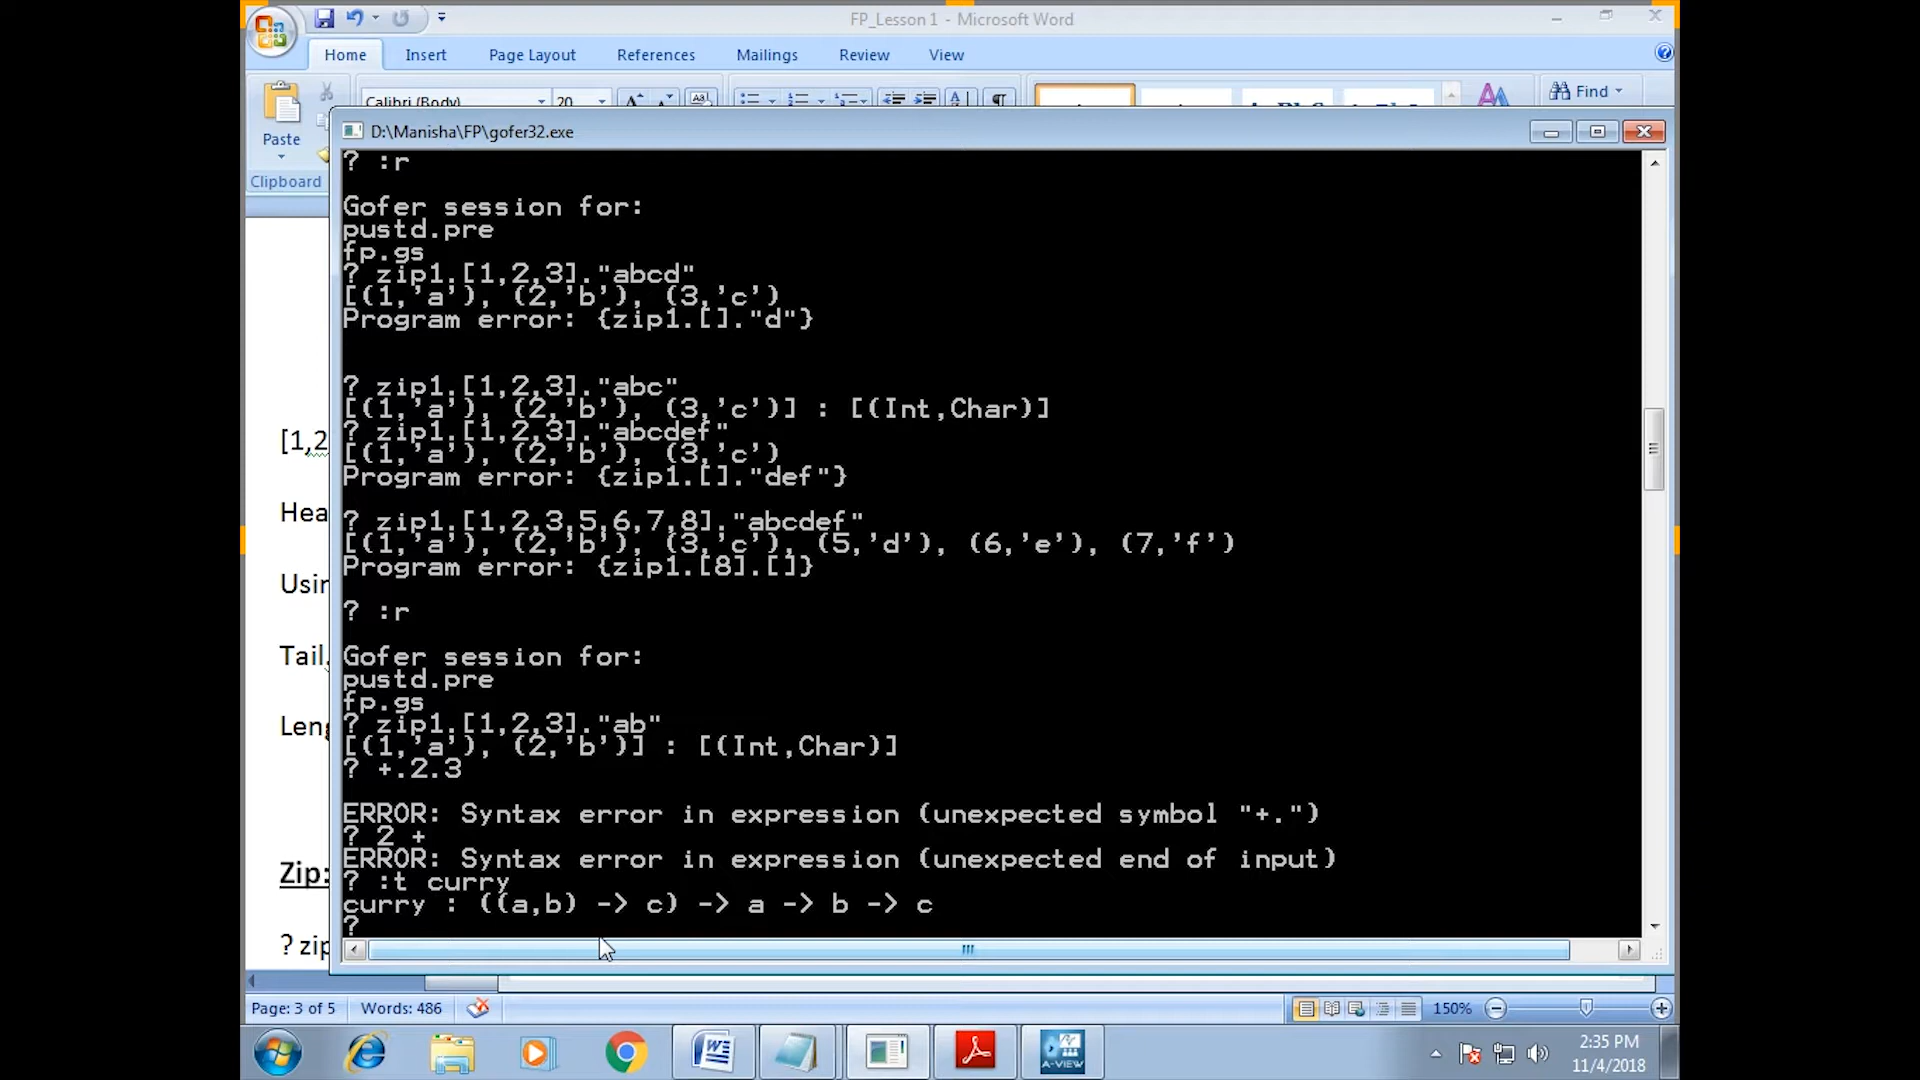 FP_Lesson 1 - Microsoft Word
Home Insert Page Layout References Mailings Review View
Calibri (Body) 20
Find
Paste
Clipboard
D:\Manisha\FP\gofer32.exe
? :r
Gofer session for:
pustd.pre
fp.gs
? zip1.[1,2,3]."abcd"
[(1,'a'), (2,'b'), (3,'c')
Program error: {zip1.[]."d"}
? zip1.[1,2,3]."abc"
[(1,'a'), (2,'b'), (3,'c')] : [(Int,Char)]
? zip1.[1,2,3]."abcdef"
[(1,'a'), (2,'b'), (3,'c')
Program error: {zip1.[]."def"}
? zip1.[1,2,3,5,6,7,8]."abcdef"
[(1,'a'), (2,'b'), (3,'c'), (5,'d'), (6,'e'), (7,'f')
Program error: {zip1.[8].[]}
? :r
Gofer session for:
pustd.pre
fp.gs
? zip1.[1,2,3]."ab"
[(1,'a'), (2,'b')] : [(Int,Char)]
? +.2.3
ERROR: Syntax error in expression (unexpected symbol "+.")
? 2 +
ERROR: Syntax error in expression (unexpected end of input)
? :t curry
curry : ((a,b) -> c) -> a -> b -> c
?
[1,2
Hea
Usin
Tail.
Leng
Zip:
? zip
Page: 3 of 5 Words: 486 150%
A-VIEW
2:35 PM
11/4/2018